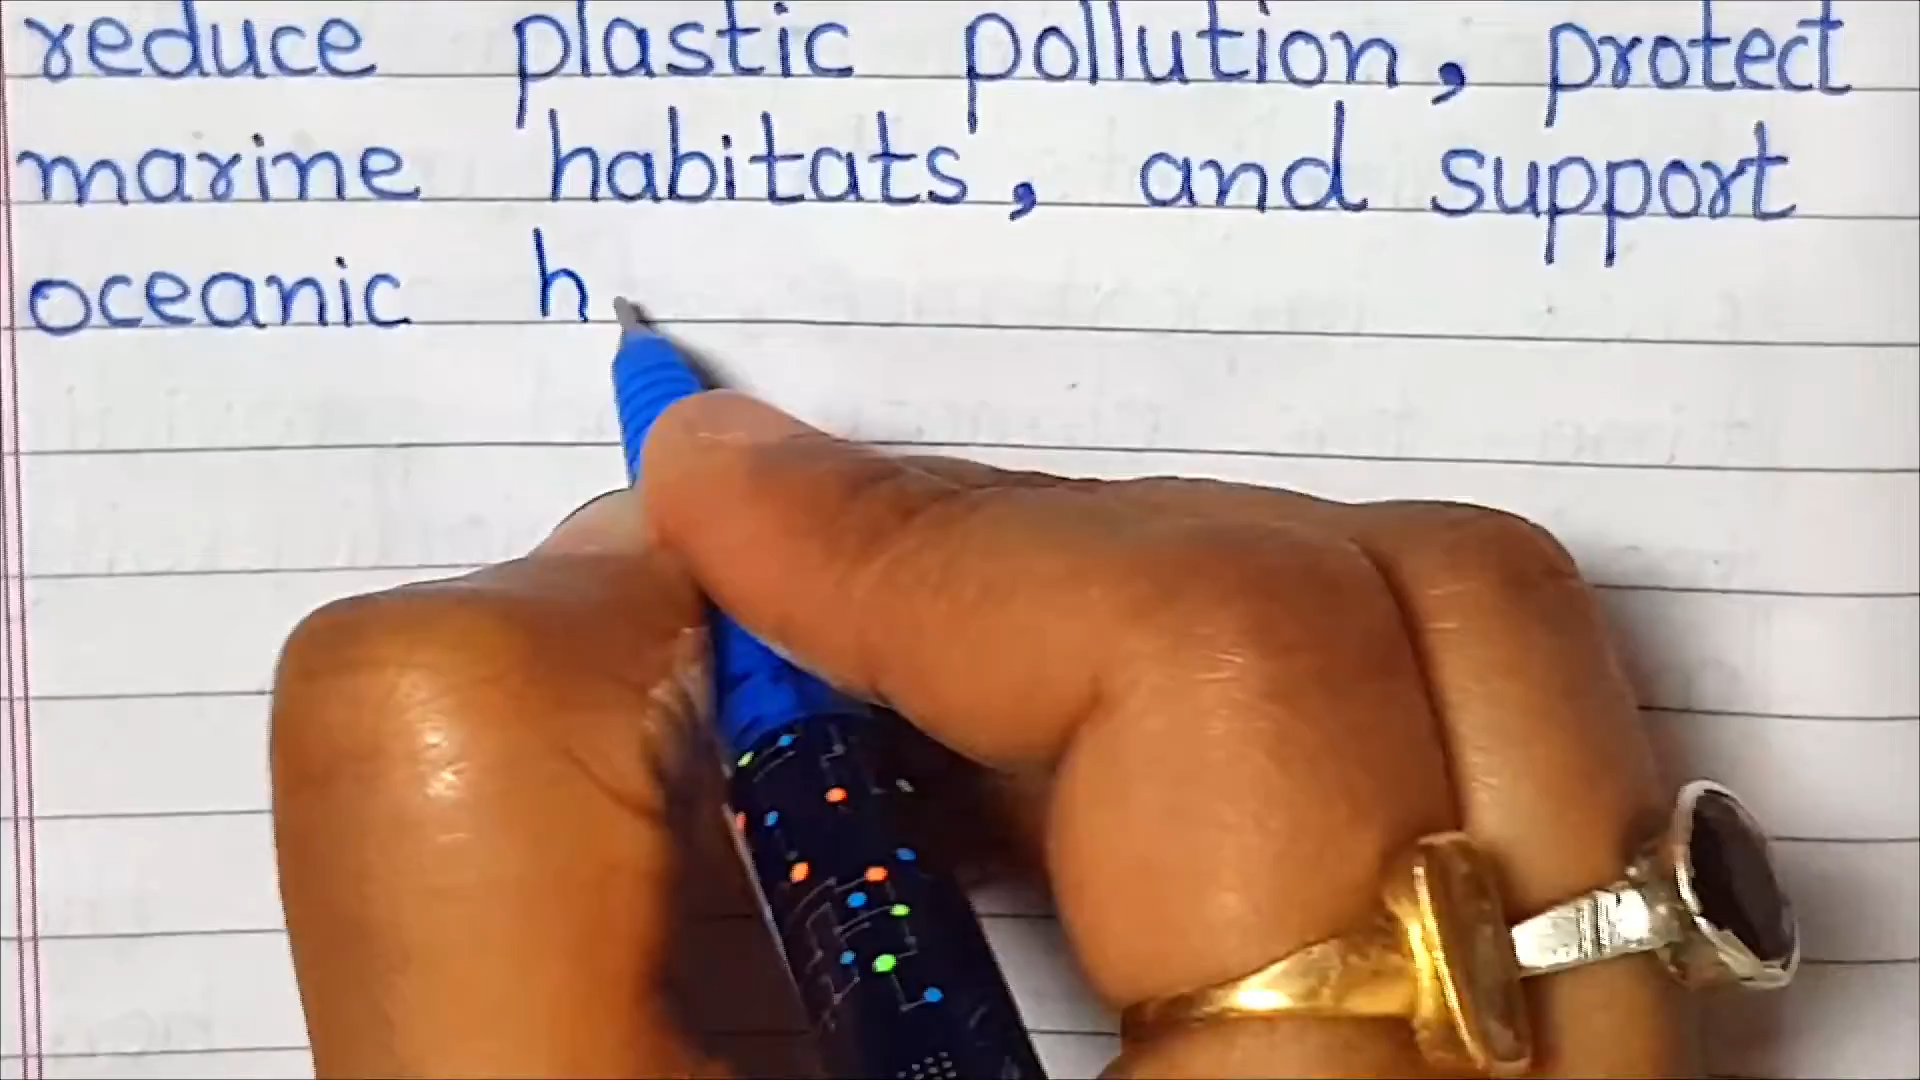 reduce plastic pollution, protect
marine habitats, and support
oceanic h